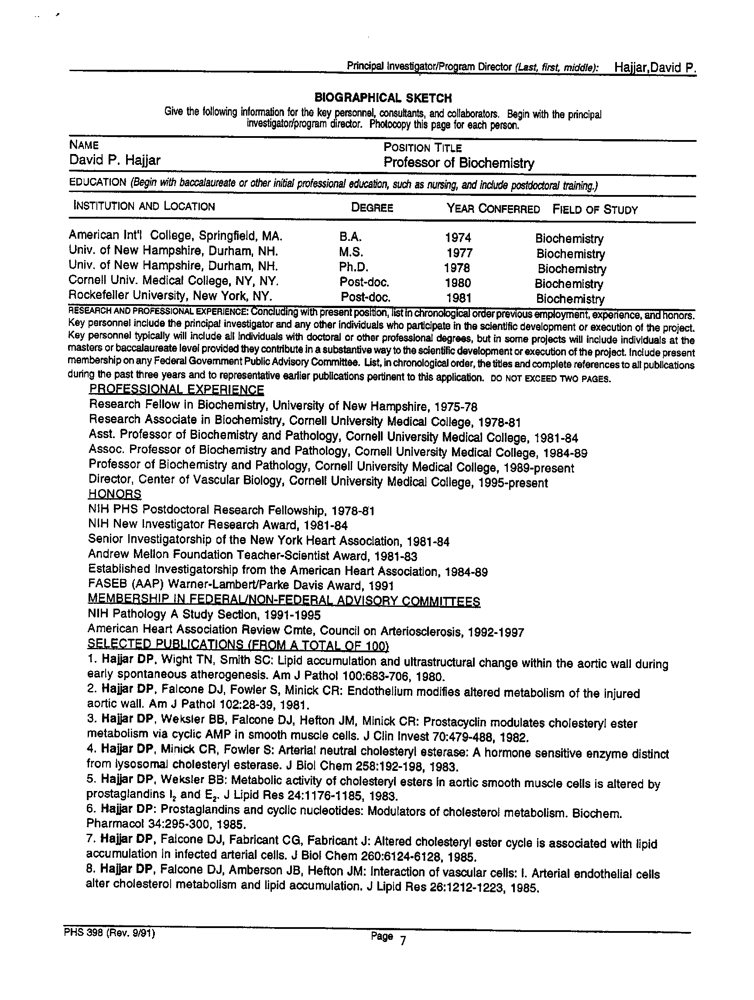 Principal Investigator/Program Director (Last, first, middle): Hajjar,David P.
BIOGRAPHICAL SKETCH
Give the following information for the key personnel, consultants, and collaborators. Begin with the principal
investigator/program director. Photocopy this page for each person.
NAME POSITION TITLE
David P. Hajjar Professor of Biochemistry
EDUCATION (Begin with baccalaureate or other initial professional education, such as nursing, and include postdoctoral training.)
INSTITUTION AND LOCATION DEGREE YEAR CONFERRED FIELD OF STUDY
American Int'l College, Springfield, MA. B.A. 1974 Biochemistry
Univ. of New Hampshire, Durham, NH. M.S. 1977 Biochemistry
Univ. of New Hampshire, Durham, NH. Ph.D. 1978 Biochemistry
Cornell Univ. Medical College, NY, NY. Post-doc. 1980 Biochemistry
Rockefeller University, New York, NY. Post-doc. 1981 Biochemistry
RESEARCH AND PROFESSIONAL EXPERIENCE: Concluding with present position, list in chronological order previous employment, experience, and honors.
Key personnel include the principal investigator and any other individuals who participate in the scientific development or execution of the project.
Key personnel typically will include all individuals with doctoral or other professional degrees, but in some projects will include individuals at the
masters or baccalaureate level provided they contribute in a substantive way to the scientific development or execution of the project. Include present
membership on any Federal Government Public Advisory Committee. List, in chronological order, the titles and complete references to all publications
during the past three years and to representative earlier publications pertinent to this application. DO NOT EXCEED TWO PAGES.
PROFESSIONAL EXPERIENCE
Research Fellow in Biochemistry, University of New Hampshire, 1975-78
Research Associate in Biochemistry, Cornell University Medical College, 1978-81
Asst. Professor of Biochemistry and Pathology, Cornell University Medical College, 1981-84
Assoc. Professor of Biochemistry and Pathology, Cornell University Medical College, 1984-89
Professor of Biochemistry and Pathology, Cornell University Medical College, 1989-present
Director, Center of Vascular Biology, Cornell University Medical College, 1995-present
HONORS
NIH PHS Postdoctoral Research Fellowship, 1978-81
NIH New Investigator Research Award, 1981-84
Senior Investigatorship of the New York Heart Association, 1981-84
Andrew Mellon Foundation Teacher-Scientist Award, 1981-83
Established Investigatorship from the American Heart Association, 1984-89
FASEB (AAP) Warner-Lambert/Parke Davis Award, 1991
MEMBERSHIP IN FEDERAL/NON-FEDERAL ADVISORY COMMITTEES
NIH Pathology A Study Section, 1991-1995
American Heart Association Review Cmte, Council on Arteriosclerosis, 1992-1997
SELECTED PUBLICATIONS (FROM A TOTAL OF 100)
1. Hajjar DP, Wight TN, Smith SC: Lipid accumulation and ultrastructural change within the aortic wall during
early spontaneous atherogenesis. Am J Pathol 100:683-706, 1980.
2. Hajjar DP, Falcone DJ, Fowler S, Minick CR: Endothelium modifies altered metabolism of the injured
aortic wall. Am J Pathol 102:28-39, 1981.
3. Hajjar DP, Weksler BB, Falcone DJ, Hefton JM, Minick CR: Prostacyclin modulates cholesteryl ester
metabolism via cyclic AMP in smooth muscle cells. J Clin Invest 70:479-488, 1982.
4. Hajjar DP, Minick CR, Fowler S: Arterial neutral cholesteryl esterase: A hormone sensitive enzyme distinct
from lysosomal cholesteryl esterase. J Biol Chem 258:192-198, 1983.
5. Hajjar DP, Weksler BB: Metabolic activity of cholesteryl esters in aortic smooth muscle cells is altered by
prostaglandins I₂ and E₂. J Lipid Res 24:1176-1185, 1983.
6. Hajjar DP: Prostaglandins and cyclic nucleotides: Modulators of cholesterol metabolism. Biochem.
Pharmacol 34:295-300, 1985.
7. Hajjar DP, Falcone DJ, Fabricant CG, Fabricant J: Altered cholesteryl ester cycle is associated with lipid
accumulation in infected arterial cells. J Biol Chem 260:6124-6128, 1985.
8. Hajjar DP, Falcone DJ, Amberson JB, Hefton JM: Interaction of vascular cells: I. Arterial endothelial cells
alter cholesterol metabolism and lipid accumulation. J Lipid Res 26:1212-1223, 1985.
PHS 398 (Rev. 9/91) Page 7